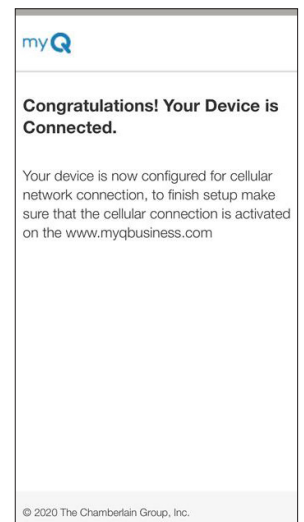 myQ
Congratulations! Your Device is
Connected.
Your device is now configured for cellular
network connection, to finish setup make
sure that the cellular connection is activated
on the www.myqbusiness.com
© 2020 The Chamberlain Group, Inc.